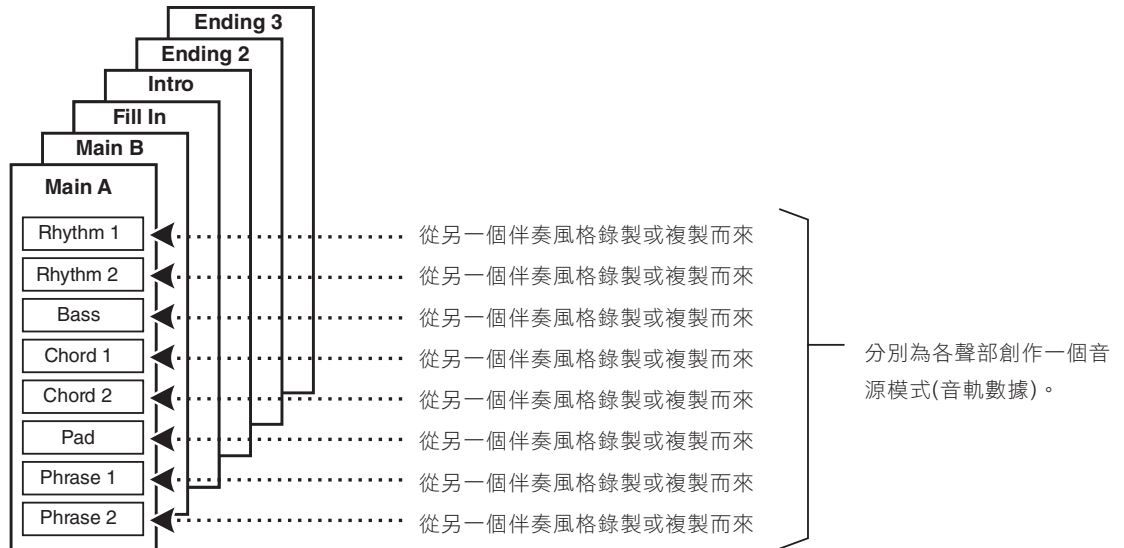 Ending 3
Ending 2
Intro
Fill In
Main B
Main A
Rhythm 1
從另一個伴奏風格錄製或複製而來
Rhythm 2
從另一個伴奏風格錄製或複製而來
Bass
從另一個伴奏風格錄製或複製而來
Chord 1
從另一個伴奏風格錄製或複製而來
Chord 2
從另一個伴奏風格錄製或複製而來
Pad
從另一個伴奏風格錄製或複製而來
Phrase 1
從另一個伴奏風格錄製或複製而來
Phrase 2
從另一個伴奏風格錄製或複製而來
分別為各聲部創作一個音
源模式(音軌數據)。